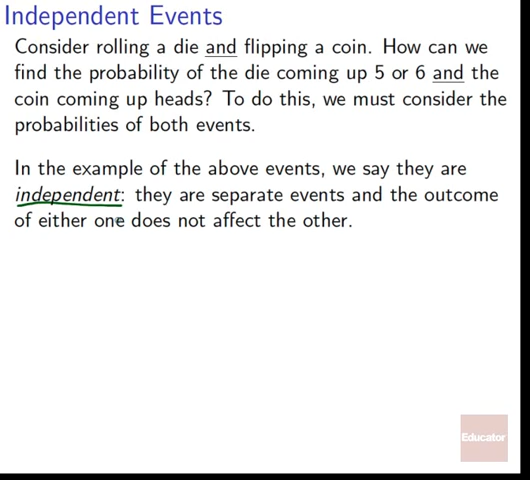 Independent Events
Consider rolling a die and flipping a coin. How can we
find the probability of the die coming up 5 or 6 and the
coin coming up heads? To do this, we must consider the
probabilities of both events.
In the example of the above events, we say they are
independent: they are separate events and the outcome
of either one does not affect the other.
Educator